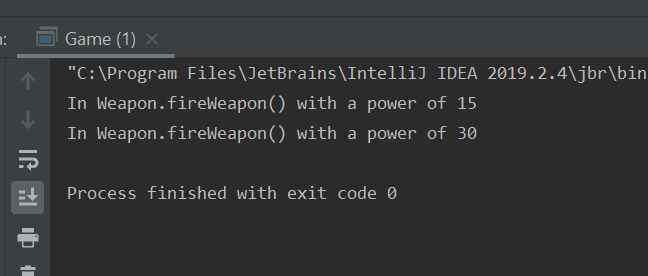 n: Game (1)
"C:\Program Files\JetBrains\IntelliJ IDEA 2019.2.4\jbr\bin
In Weapon.fireWeapon() with a power of 15
In Weapon.fireWeapon() with a power of 30
Process finished with exit code 0